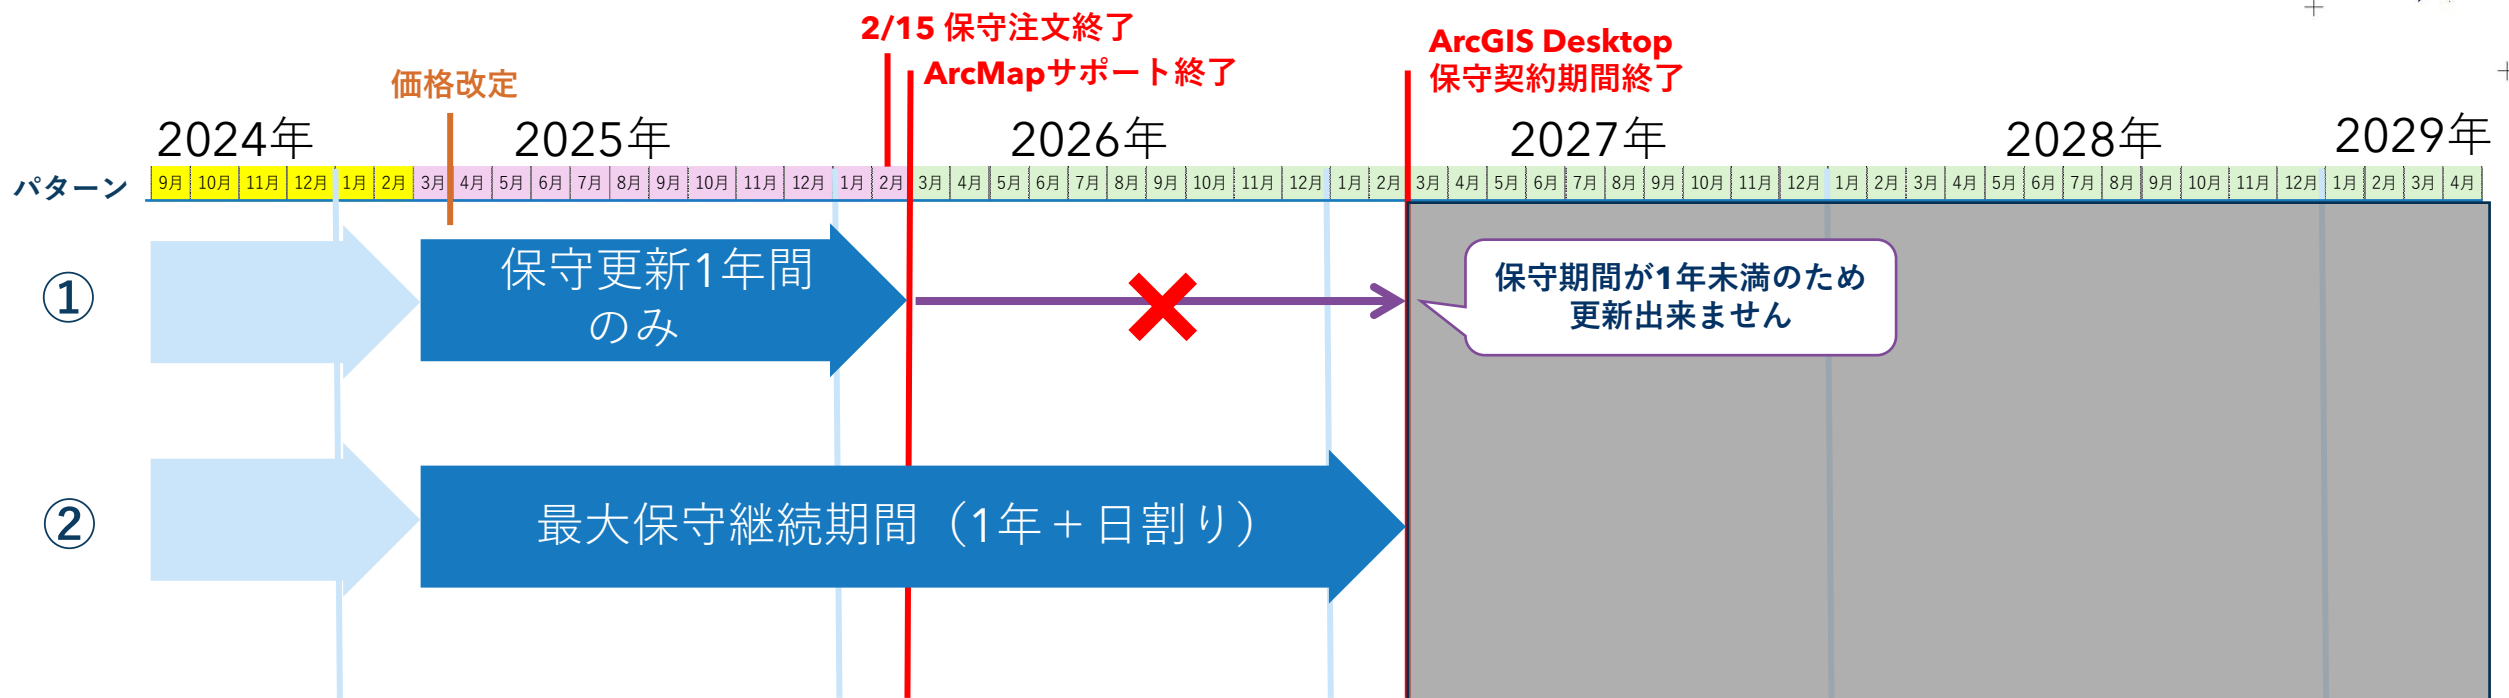 2/15 保守注文終了
ArcMapサポート終了
ArcGIS Desktop
保守契約期間終了
価格改定
2024年 2025年 2026年 2027年 2028年 2029年
パターン 9月 10月 11月 12月 1月 2月 3月 4月 5月 6月 7月 8月 9月 10月 11月 12月 1月 2月 3月 4月 5月 6月 7月 8月 9月 10月 11月 12月 1月 2月 3月 4月 5月 6月 7月 8月 9月 10月 11月 12月 1月 2月 3月 4月 5月 6月 7月 8月 9月 10月 11月 12月 1月 2月 3月 4月
①
保守更新1年間
のみ
保守期間が1年未満のため
更新出来ません
②
最大保守継続期間（1年＋日割り）